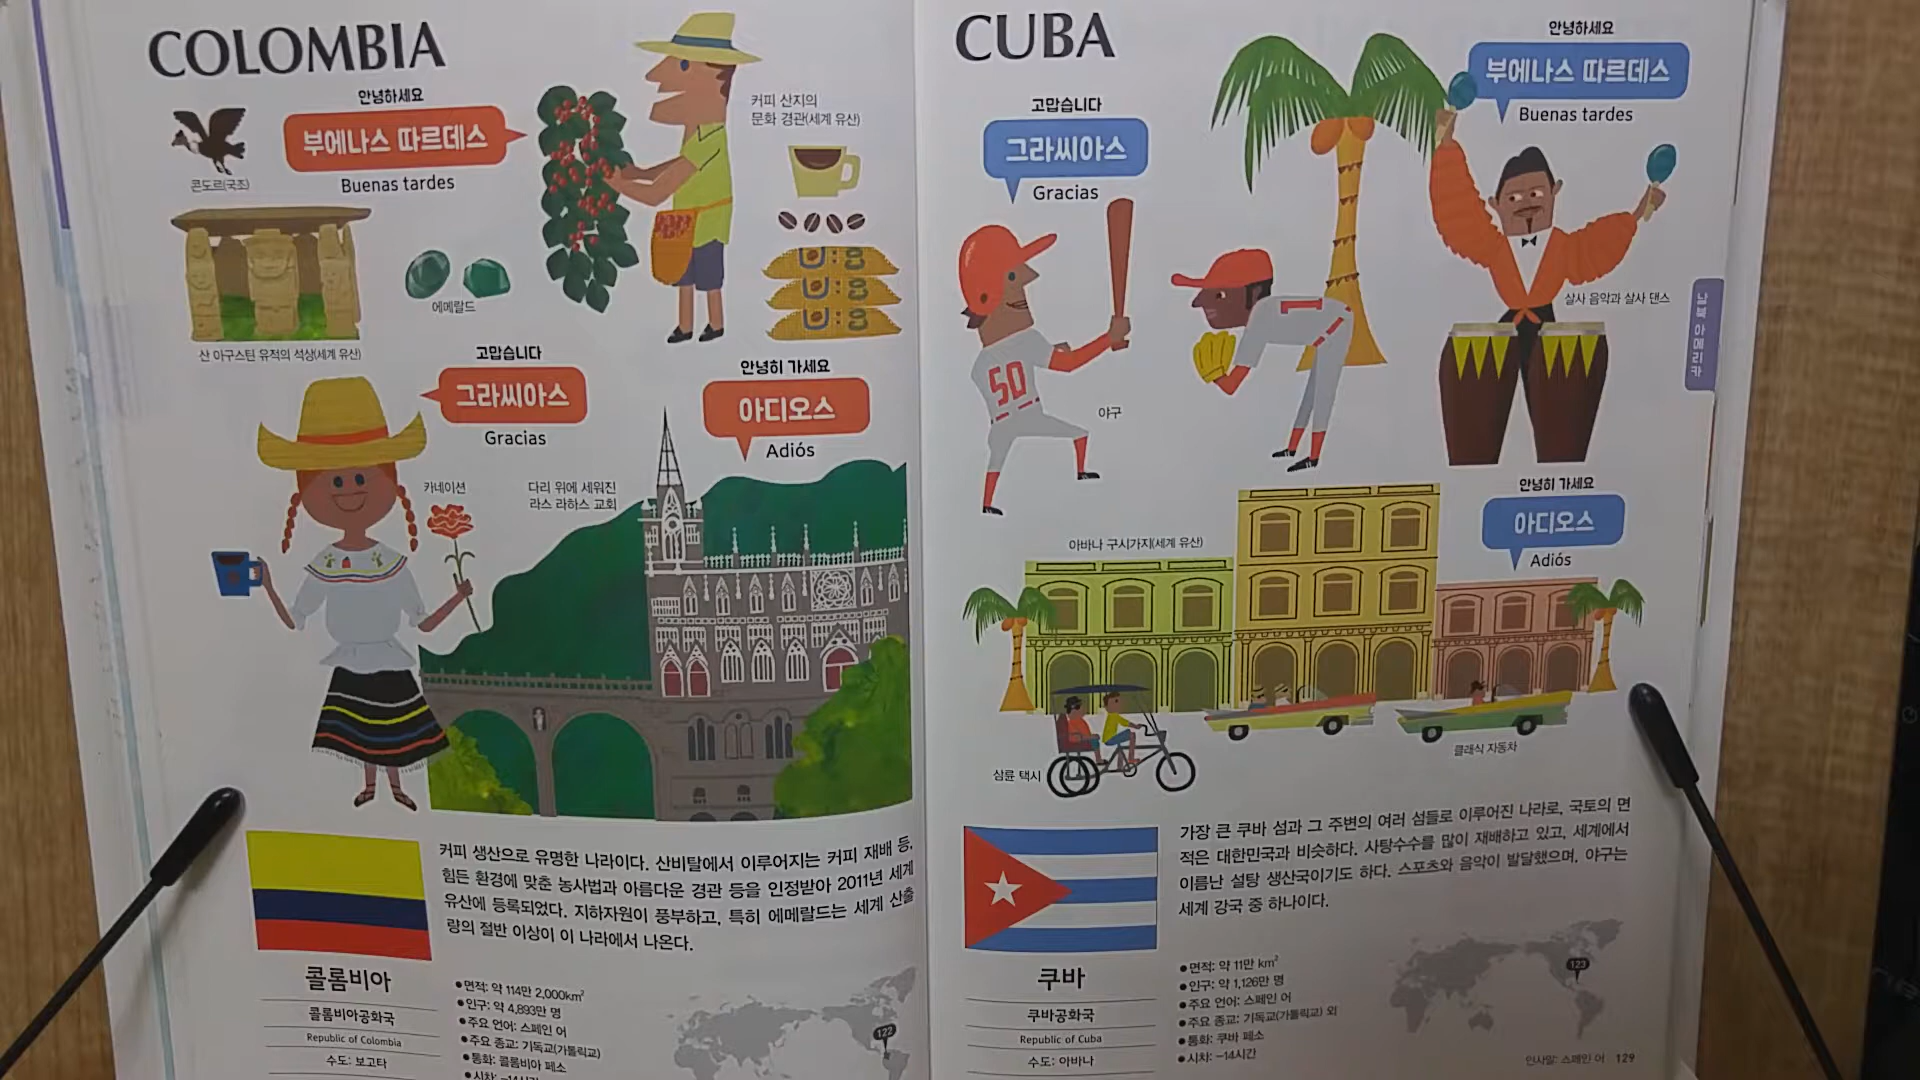 COLOMBIA
안녕하세요
부에나스 따르데스
Buenas tardes
콘도르(국조)
커피 산지의
문화 경관(세계 유산)
에메랄드
산 아구스틴 유적의 석상(세계 유산)
고맙습니다
그라씨아스
Gracias
안녕히 가세요
아디오스
Adiós
카네이션
다리 위에 세워진
라스 라하스 교회
커피 생산으로 유명한 나라이다. 산비탈에서 이루어지는 커피 재배 등,
힘든 환경에 맞춘 농사법과 아름다운 경관 등을 인정받아 2011년 세계
유산에 등록되었다. 지하자원이 풍부하고, 특히 에메랄드는 세계 산출
량의 절반 이상이 이 나라에서 나온다.
콜롬비아
콜롬비아공화국
Republic of Colombia
수도: 보고타
•면적: 약 114만 2,000km²
•인구: 약 4,893만 명
•주요 언어: 스페인 어
•주요 종교: 기독교(가톨릭교)
•통화: 콜롬비아 페소
•시차: -14시간
122
CUBA
안녕하세요
부에나스 따르데스
Buenas tardes
고맙습니다
그라씨아스
Gracias
50
1
야구
살사 음악과 살사 댄스
남북 아메리카
안녕히 가세요
아디오스
Adiós
아바나 구시가지(세계 유산)
삼륜 택시
클래식 자동차
가장 큰 쿠바 섬과 그 주변의 여러 섬들로 이루어진 나라로, 국토의 면
적은 대한민국과 비슷하다. 사탕수수를 많이 재배하고 있고, 세계에서
이름난 설탕 생산국이기도 하다. 스포츠와 음악이 발달했으며, 야구는
세계 강국 중 하나이다.
쿠바
쿠바공화국
Republic of Cuba
수도: 아바나
•면적: 약 11만 km²
•인구: 약 1,126만 명
•주요 언어: 스페인 어
•주요 종교: 기독교(가톨릭교) 외
•통화: 쿠바 페소
•시차: -14시간
123
인사말: 스페인 어 129